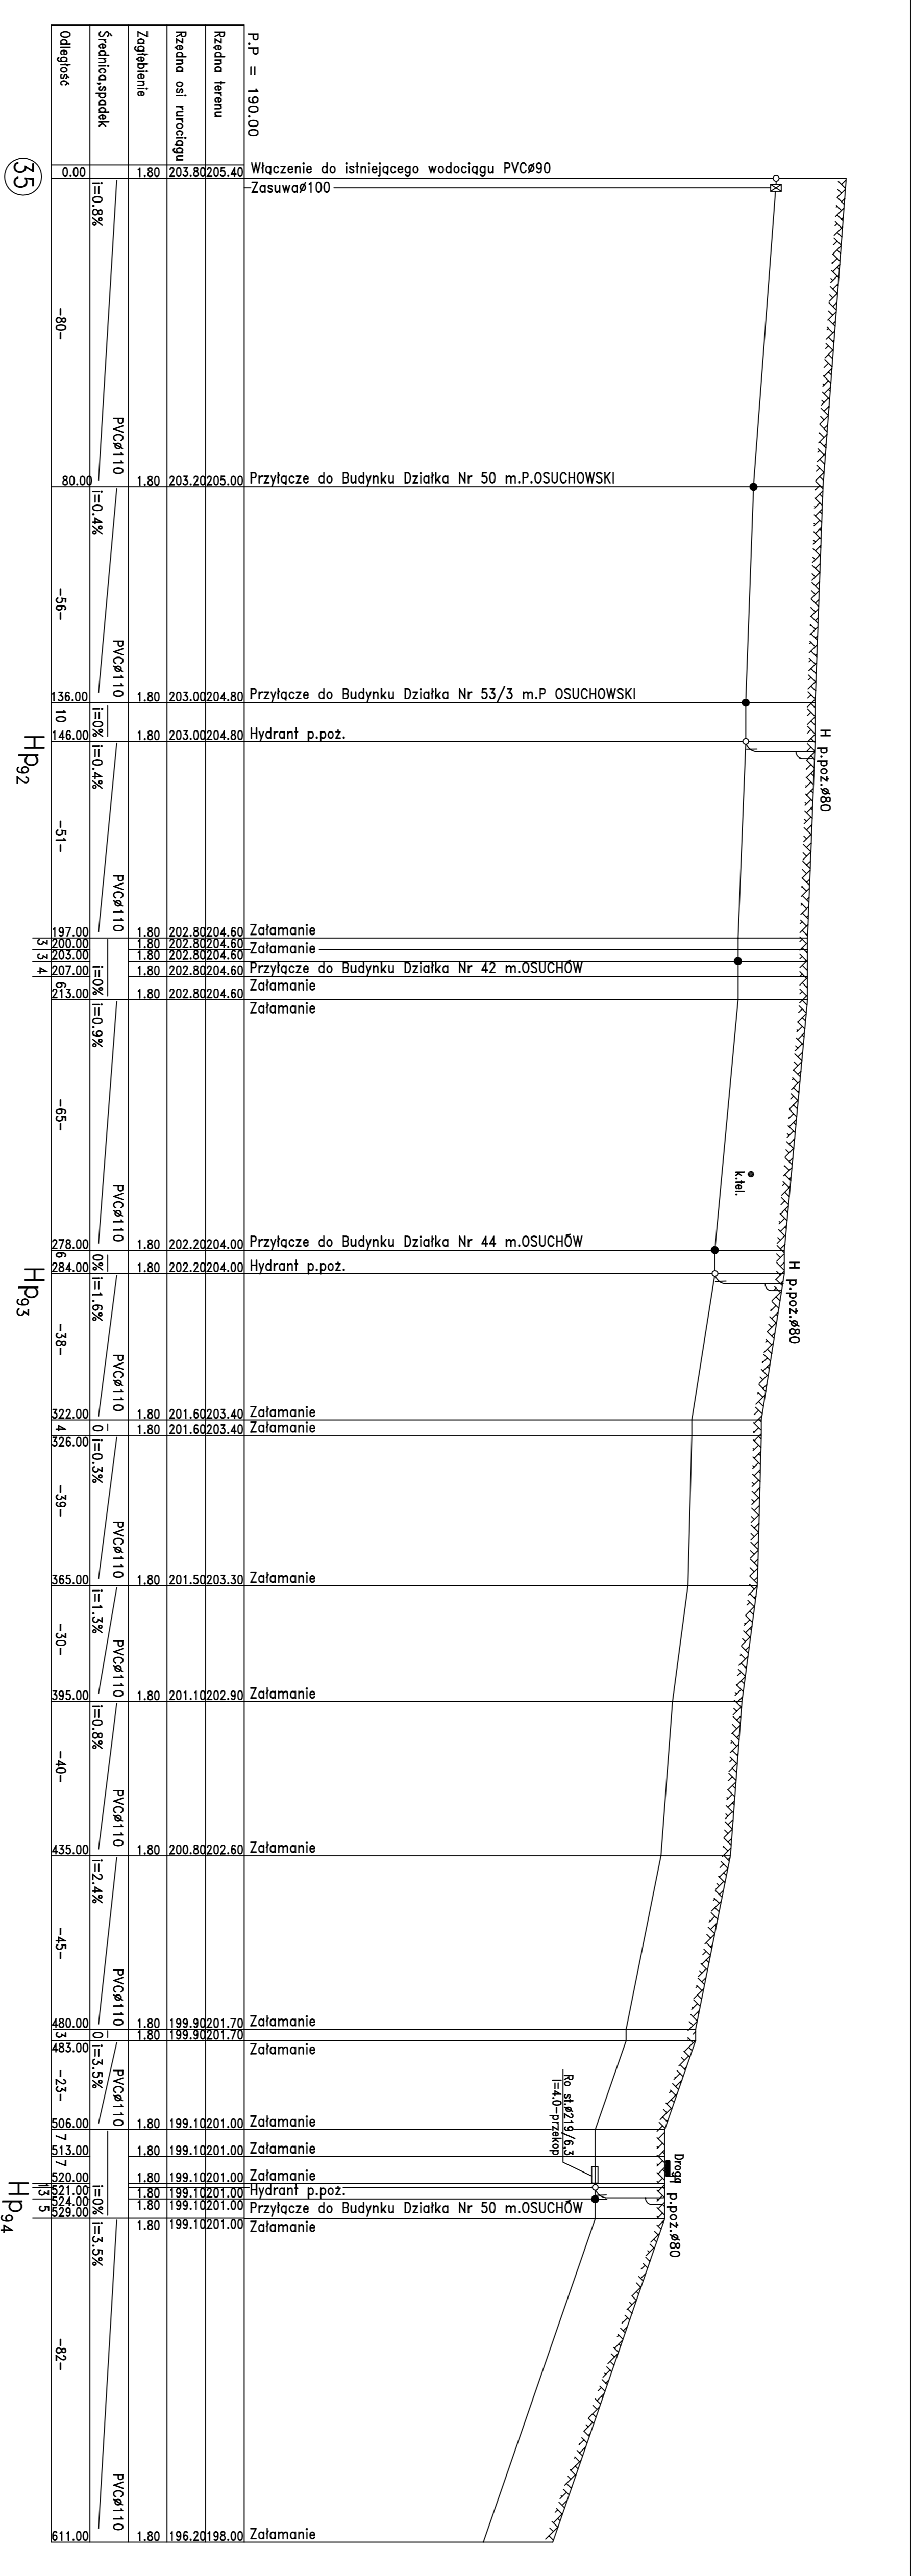 P.P = 190.00
Rzędna terenu
Rzędna osi rurociągu
Zagłębienie
Średnica,spadek
Odległość
35
0.00 1.80 203.80 205.40 Włączenie do istniejącego wodociągu PVCø90
Zasuwaø100
i=0.8%
-80-
PVCø110
80.00 1.80 203.20 205.00 Przyłącze do Budynku Działka Nr 50 m.P.OSUCHOWSKI
i=0.4%
-56-
PVCø110
136.00 1.80 203.00 204.80 Przyłącze do Budynku Działka Nr 53/3 m.P OSUCHOWSKI
10 i=0%
146.00 1.80 203.00 204.80 Hydrant p.poż.
H p.poż.ø80
Hp92
i=0.4%
-51-
PVCø110
197.00 1.80 202.80 204.60 Załamanie
3
200.00 1.80 202.80 204.60 Załamanie
3
203.00 1.80 202.80 204.60
4
207.00 1.80 202.80 204.60 Przyłącze do Budynku Działka Nr 42 m.OSUCHÓW
Załamanie
6 i=0%
213.00 1.80 202.80 204.60
Załamanie
i=0.9%
-65-
PVCø110
k.tel.
278.00 1.80 202.20 204.00 Przyłącze do Budynku Działka Nr 44 m.OSUCHÓW
6 0%
284.00 1.80 202.20 204.00 Hydrant p.poż.
H p.poż.ø80
Hp93
i=1.6%
-38-
PVCø110
322.00 1.80 201.60 203.40 Załamanie
4 0
326.00 1.80 201.60 203.40 Załamanie
i=0.3%
-39-
PVCø110
365.00 1.80 201.50 203.30 Załamanie
i=1.3%
-30-
PVCø110
395.00 1.80 201.10 202.90 Załamanie
i=0.8%
-40-
PVCø110
435.00 1.80 200.80 202.60 Załamanie
i=2.4%
-45-
PVCø110
480.00 1.80 199.90 201.70 Załamanie
3 0
483.00 1.80 199.90 201.70
Załamanie
i=3.5%
-23-
PVCø110
Ro st.ø219/6,3
l=4.0-przekop
506.00 1.80 199.10 201.00 Załamanie
7
513.00 1.80 199.10 201.00 Załamanie
7
Droga
520.00 1.80 199.10 201.00 Załamanie
1
521.00 1.80 199.10 201.00 Hydrant p.poż.
p.poż.ø80
Hp94
3
524.00 1.80 199.10 201.00 Przyłącze do Budynku Działka Nr 50 m.OSUCHÓW
5 i=0%
529.00 1.80 199.10 201.00 Załamanie
i=3.5%
-82-
PVCø110
611.00 1.80 196.20 198.00 Załamanie